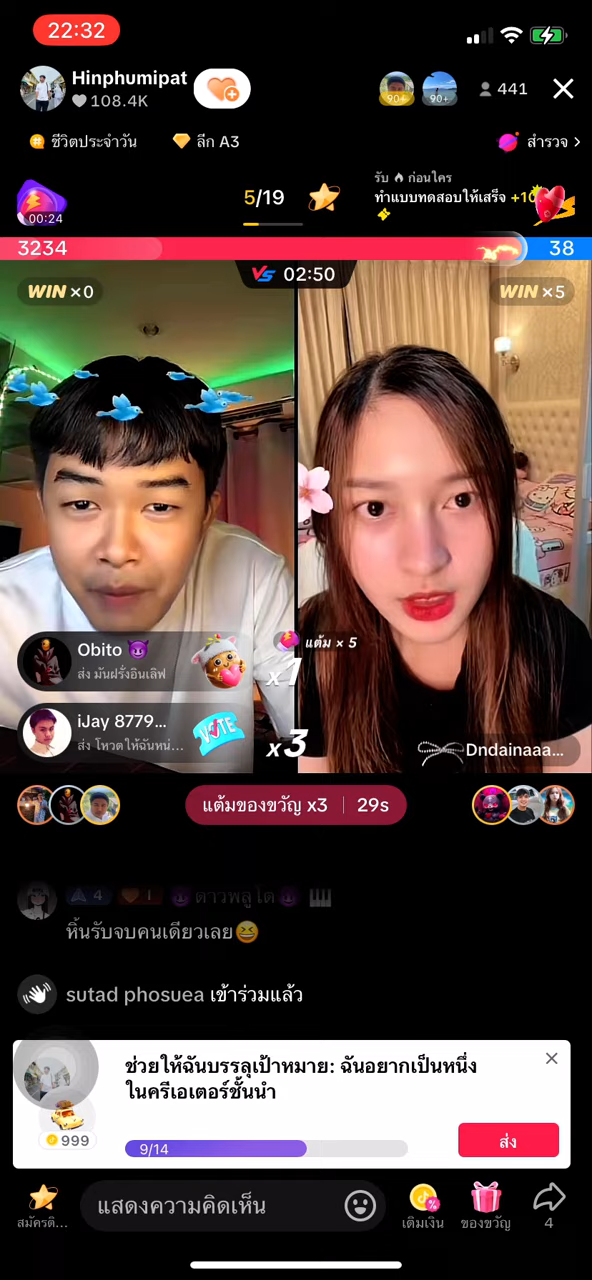 22:32
Hinphumipat
108.4K
90+
90+
441
ชีวิตประจำวัน
ลีก A3
สำรวจ
00:24
5/19
รับ 🔥 ก่อนใคร
ทำแบบทดสอบให้เสร็จ +10
3234
38
VS 02:50
WIN ×0
WIN ×5
Obito 😈
ส่ง มันฝรั่งอินเลิฟ
x1
แต้ม × 5
iJay 8779...
ส่ง โหวตให้ฉันหน่...
VOTE
x3
Dndainaaa...
แต้มของขวัญ x3 29s
4
1
😈ดาวพลูโต😈
หิ้นรับจบคนเดียวเลย😆
sutad phosuea เข้าร่วมแล้ว
ช่วยให้ฉันบรรลุเป้าหมาย: ฉันอยากเป็นหนึ่ง
ในครีเอเตอร์ชั้นนำ
999
9/14
ส่ง
สมัครติ...
แสดงความคิดเห็น
เติมเงิน
ของขวัญ
4